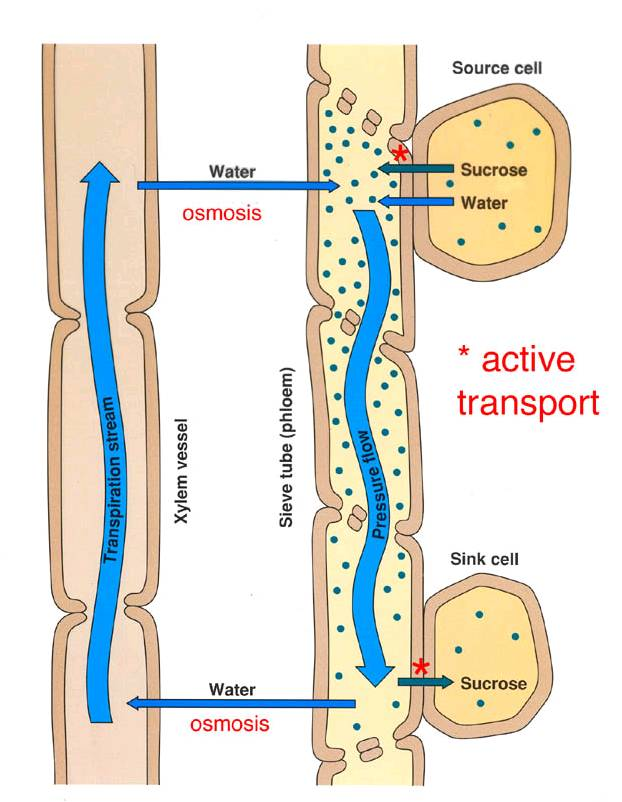 Source cell
Water
osmosis
*
Sucrose
Water
* active
transport
Transpiration stream
Xylem vessel
Sieve tube (phloem)
Pressure flow
Sink cell
*
Sucrose
Water
osmosis